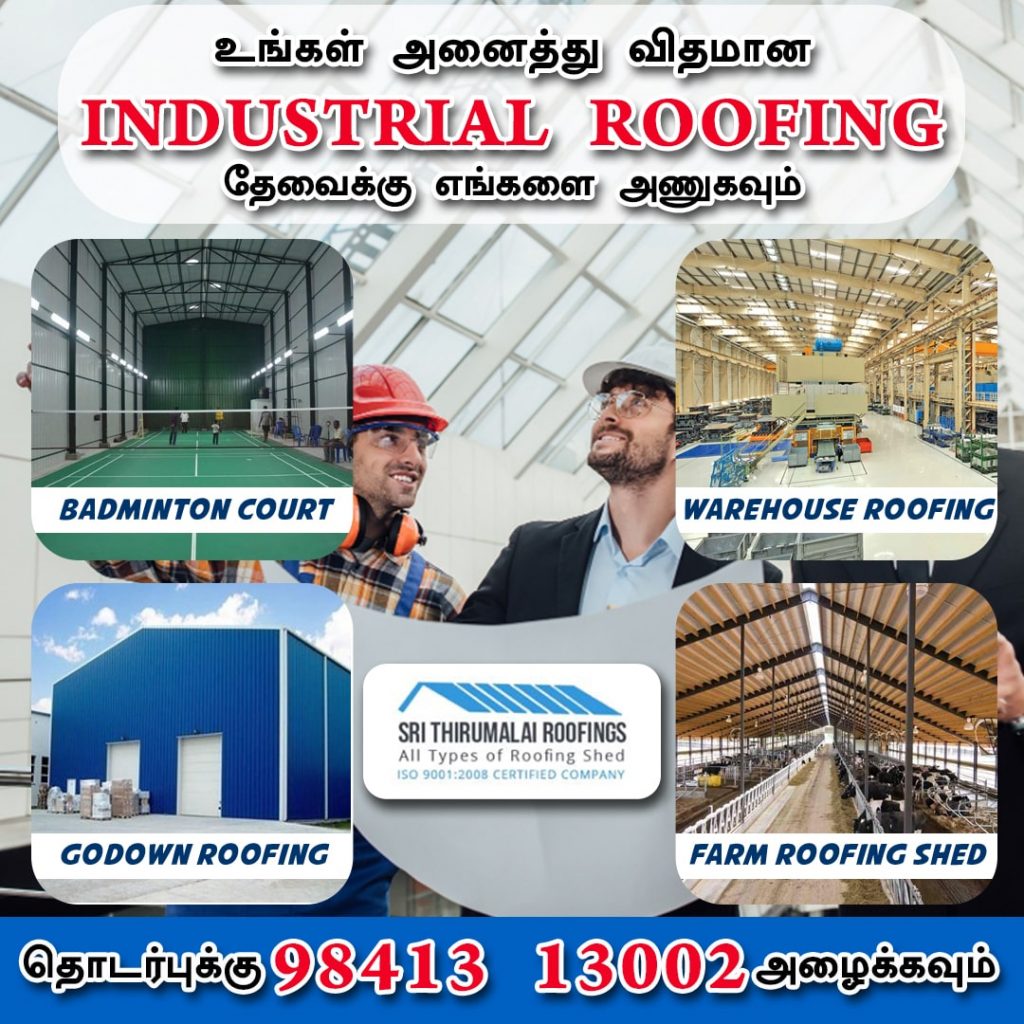 உங்கள் அனைத்து விதமான
INDUSTRIAL ROOFING
தேவைக்கு எங்களை அணுகவும்
BADMINTON COURT
WAREHOUSE ROOFING
GODOWN ROOFING
SRI THIRUMALAI ROOFINGS
All Types of Roofing Shed
ISO 9001:2008 CERTIFIED COMPANY
FARM ROOFING SHED
தொடர்புக்கு 98413 13002 அழைக்கவும்